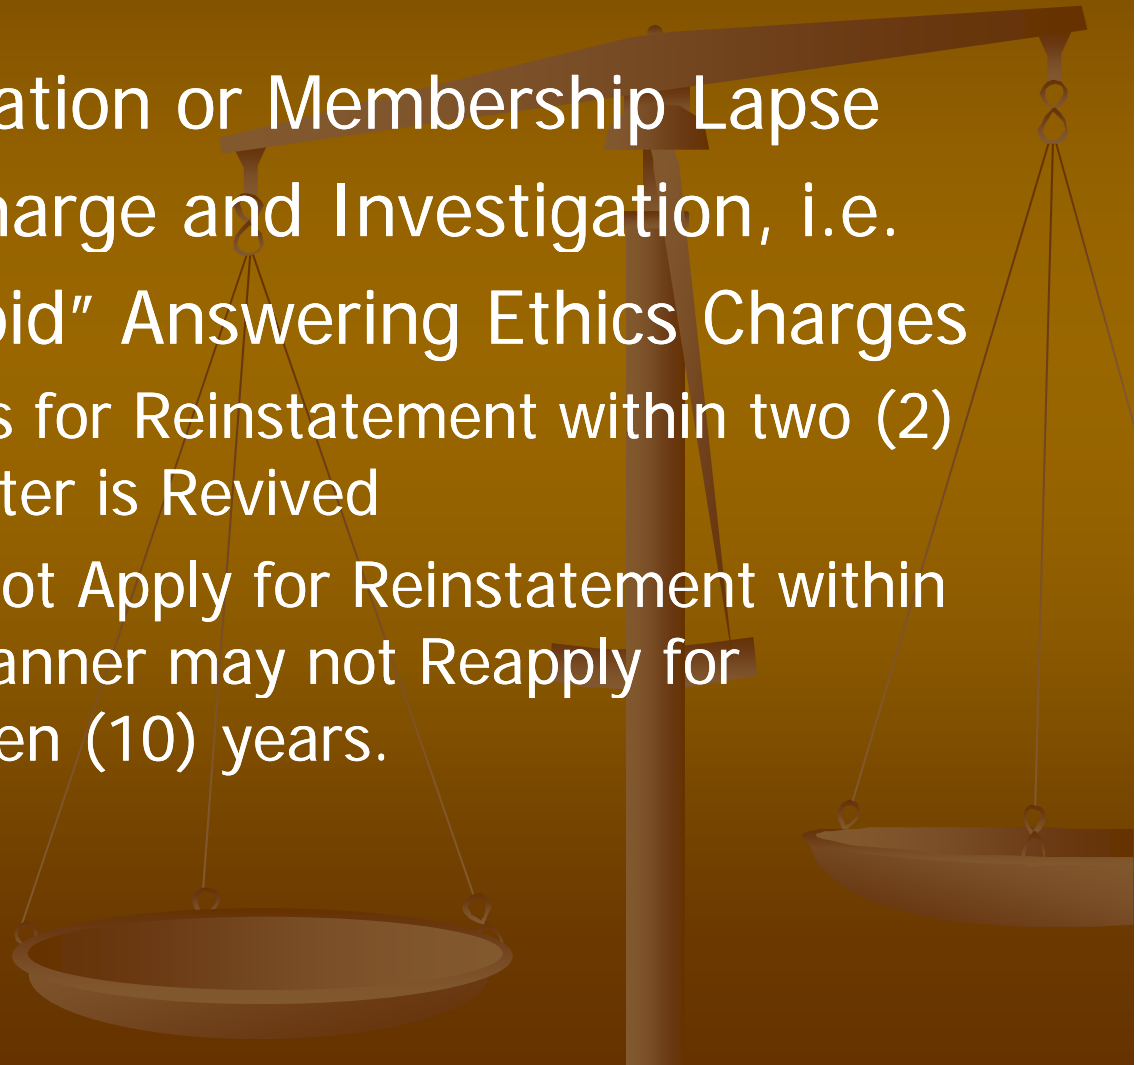 ation or Membership Lapse
harge and Investigation, i.e.
oid” Answering Ethics Charges
s for Reinstatement within two (2)
ter is Revived
ot Apply for Reinstatement within
anner may not Reapply for
en (10) years.